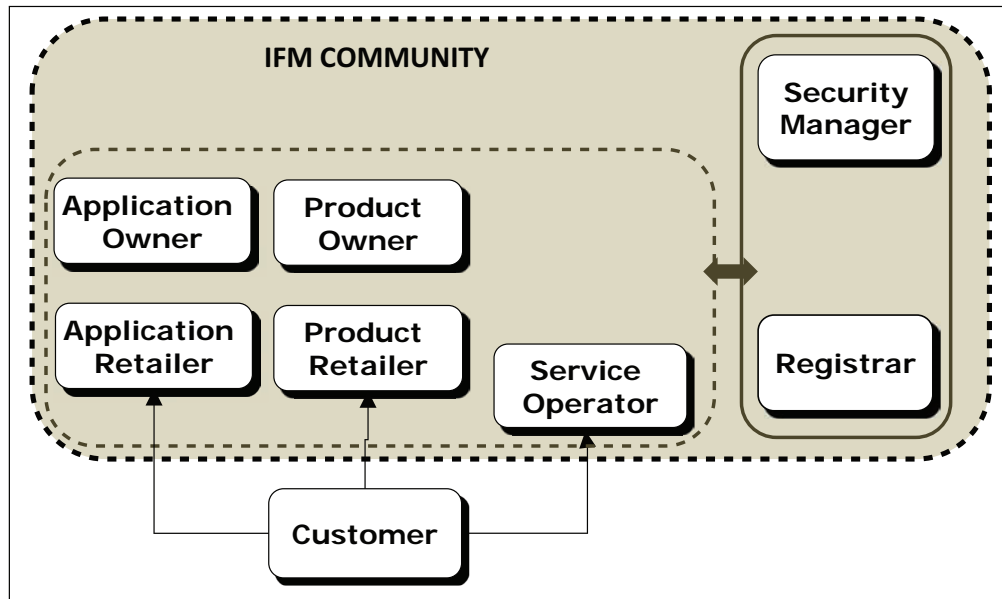 IFM COMMUNITY
Security
Manager
Application
Owner
Product
Owner
Application
Retailer
Product
Retailer
Service
Operator
Registrar
Customer